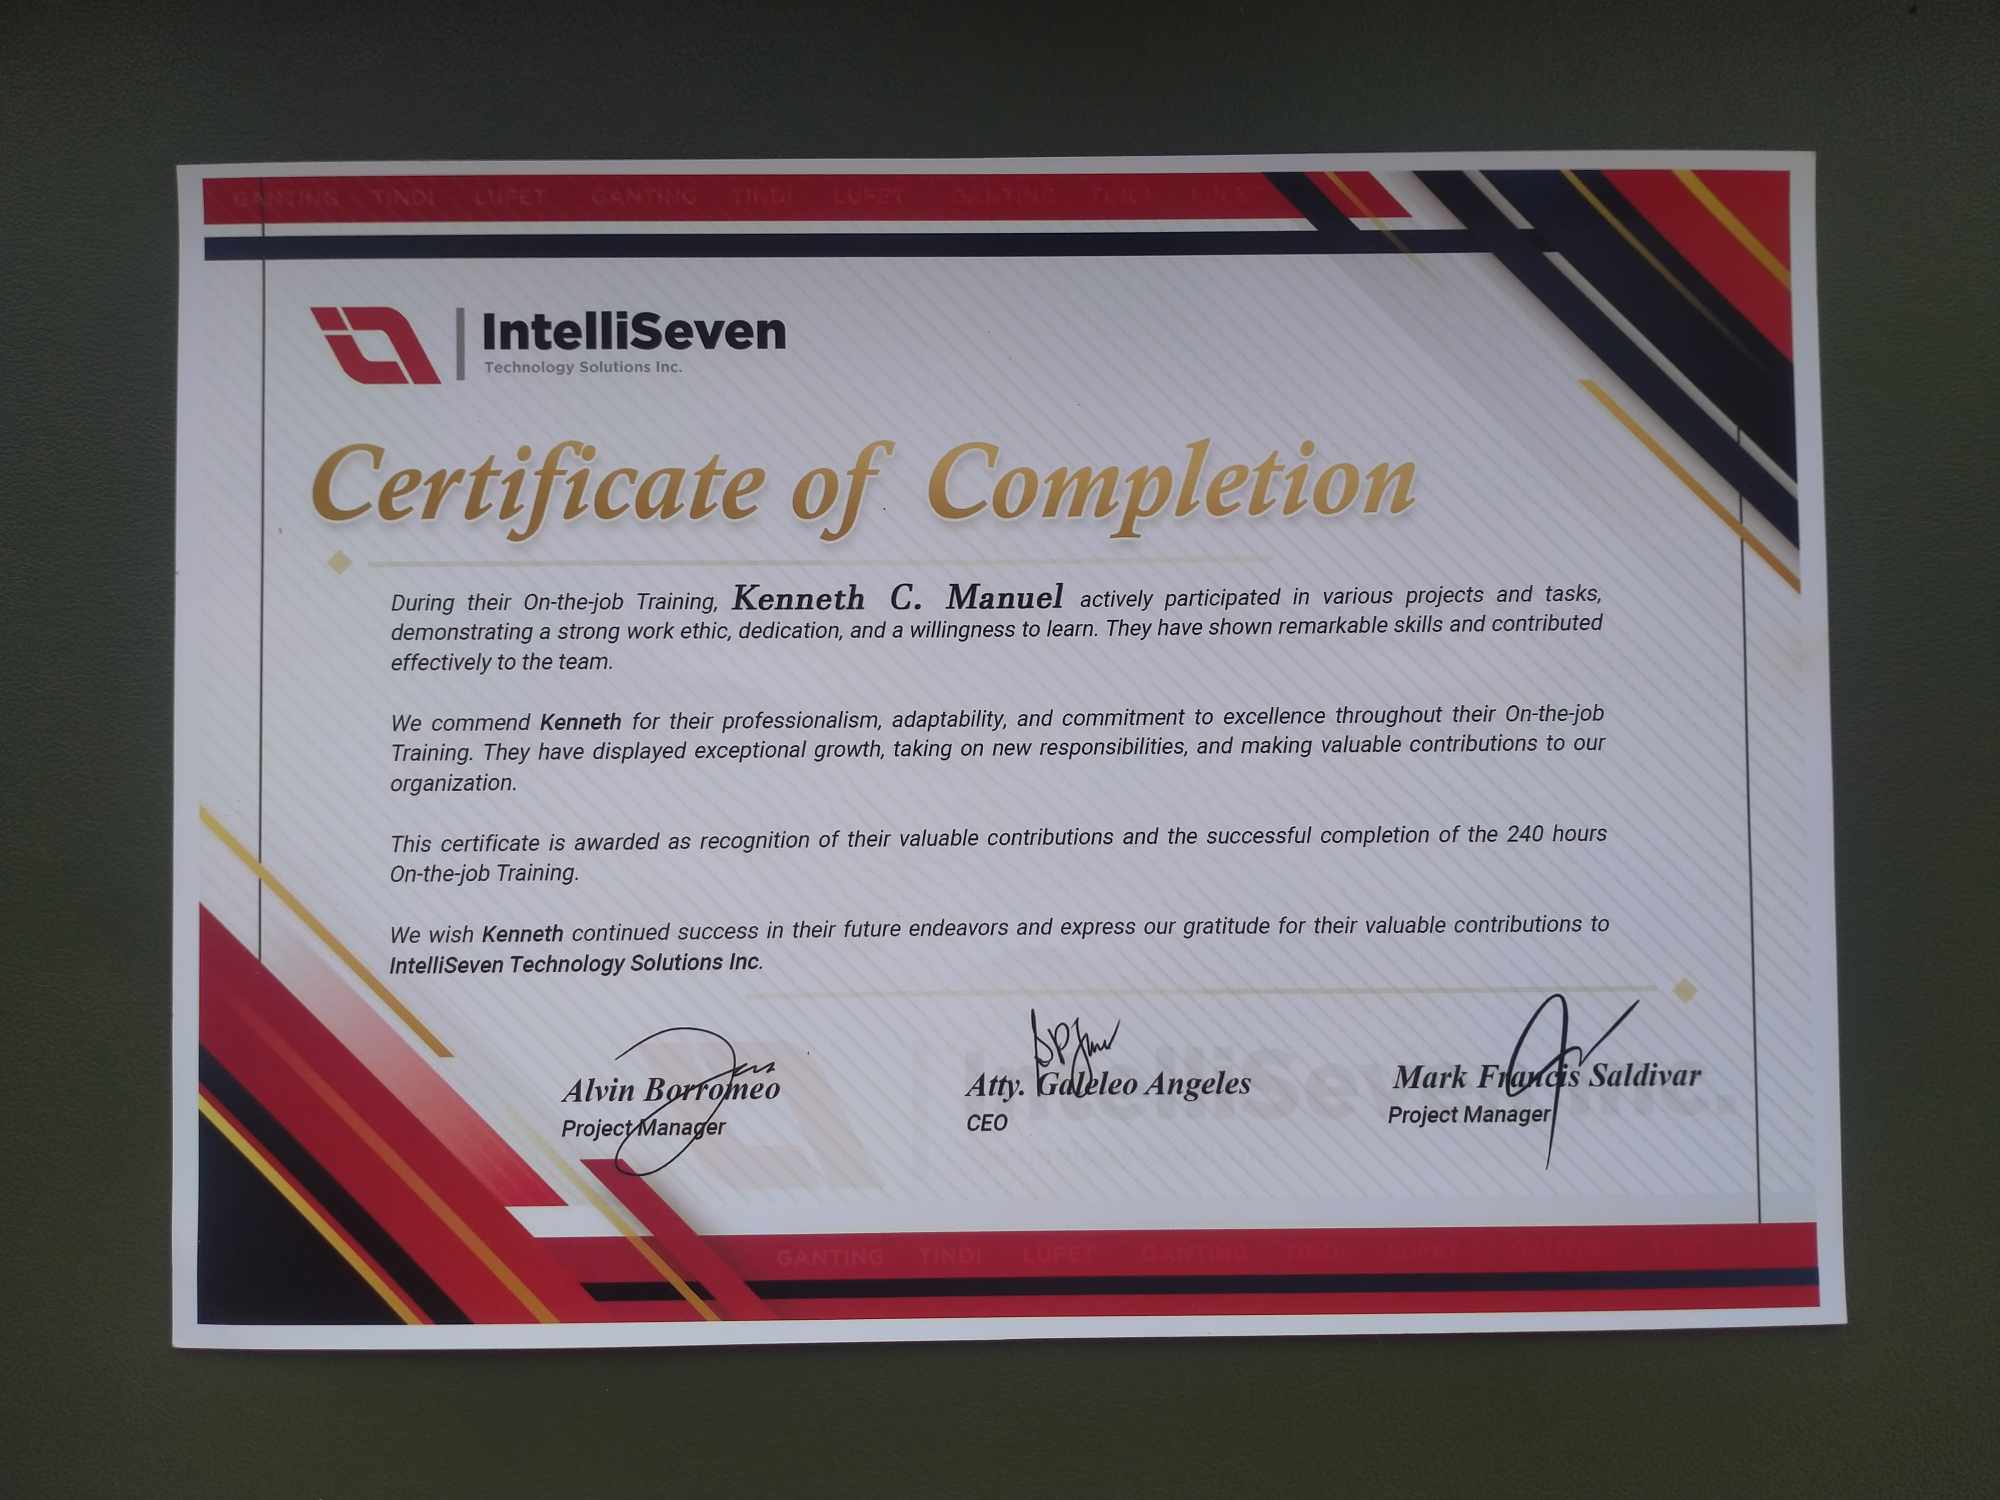 GANTING TINDI LUPET GANTING TINDI LUPET GANTING TINDI
IntelliSeven
Technology Solutions Inc.
Certificate of Completion
During their On-the-job Training, Kenneth C. Manuel actively participated in various projects and tasks,
demonstrating a strong work ethic, dedication, and a willingness to learn. They have shown remarkable skills and contributed
effectively to the team.
We commend Kenneth for their professionalism, adaptability, and commitment to excellence throughout their On-the-job
Training. They have displayed exceptional growth, taking on new responsibilities, and making valuable contributions to our
organization.
This certificate is awarded as recognition of their valuable contributions and the successful completion of the 240 hours
On-the-job Training.
We wish Kenneth continued success in their future endeavors and express our gratitude for their valuable contributions to
IntelliSeven Technology Solutions Inc.
Alvin Borromeo
Project Manager
Atty. Galeleo Angeles
CEO
Mark Francis Saldivar
Project Manager
GANTING TINDI LUPET GANTING TINDI LUPET